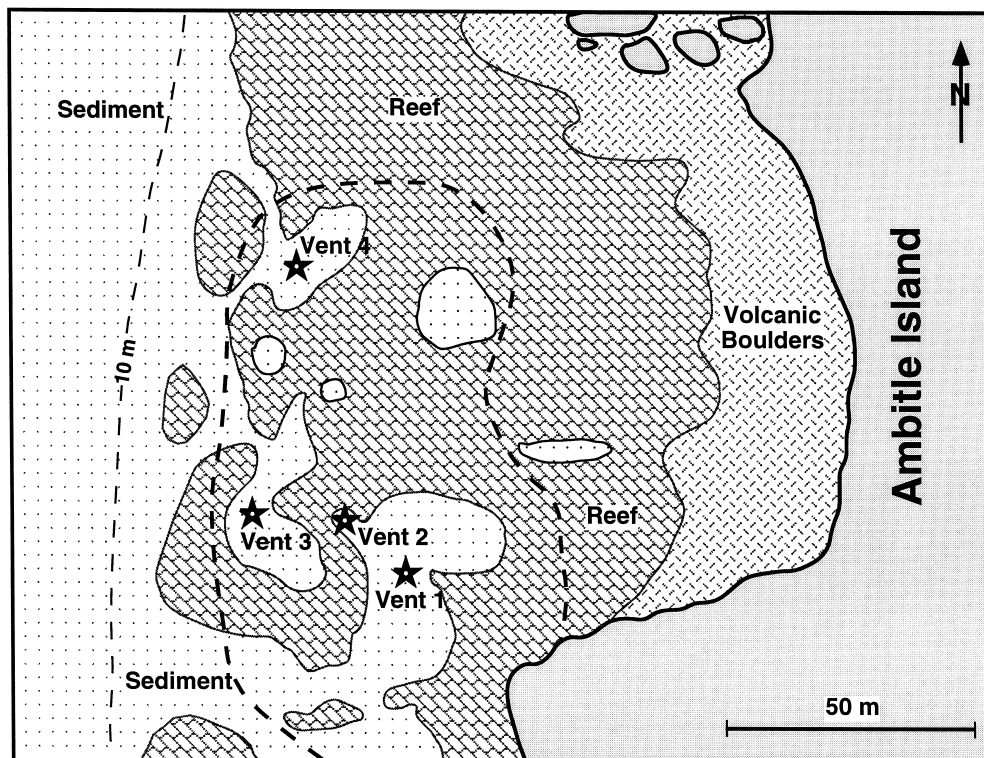 N
Sediment
Reef
Vent 4
Volcanic
Boulders
Ambitle Island
10 m
Reef
Vent 3
Vent 2
Vent 1
Sediment
50 m